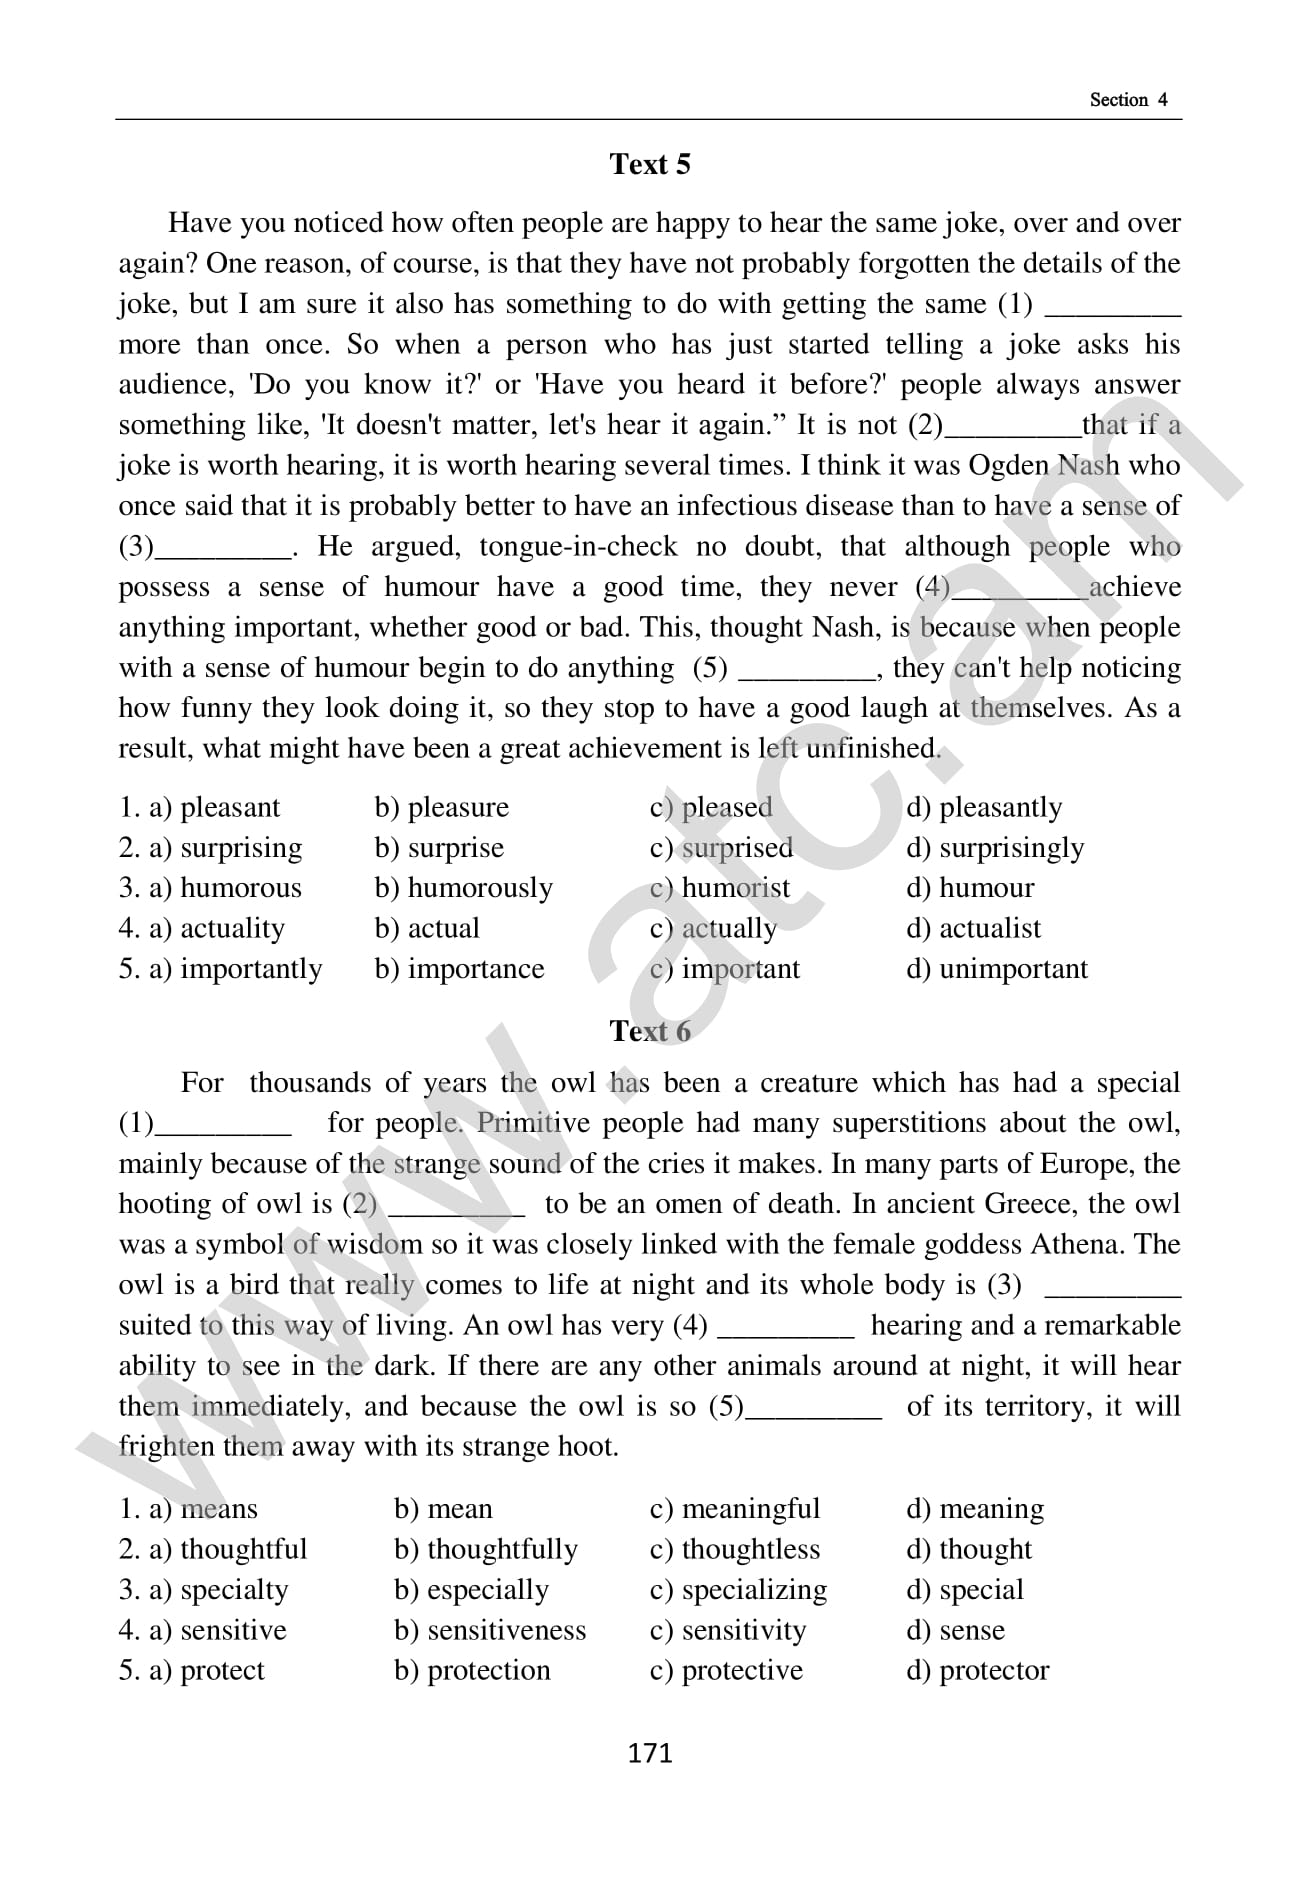 Section 4
Text 5
Have you noticed how often people are happy to hear the same joke, over and over
again? One reason, of course, is that they have not probably forgotten the details of the
joke, but I am sure it also has something to do with getting the same (1) _________
more than once. So when a person who has just started telling a joke asks his
audience, 'Do you know it?' or 'Have you heard it before?' people always answer
something like, 'It doesn't matter, let's hear it again.” It is not (2)_________that if a
joke is worth hearing, it is worth hearing several times. I think it was Ogden Nash who
once said that it is probably better to have an infectious disease than to have a sense of
(3)_________. He argued, tongue-in-check no doubt, that although people who
possess a sense of humour have a good time, they never (4)_________achieve
anything important, whether good or bad. This, thought Nash, is because when people
with a sense of humour begin to do anything (5) _________, they can't help noticing
how funny they look doing it, so they stop to have a good laugh at themselves. As a
result, what might have been a great achievement is left unfinished.
1. a) pleasant b) pleasure c) pleased d) pleasantly
2. a) surprising b) surprise c) surprised d) surprisingly
3. a) humorous b) humorously c) humorist d) humour
4. a) actuality b) actual c) actually d) actualist
5. a) importantly b) importance c) important d) unimportant
Text 6
For thousands of years the owl has been a creature which has had a special
(1)_________ for people. Primitive people had many superstitions about the owl,
mainly because of the strange sound of the cries it makes. In many parts of Europe, the
hooting of owl is (2) _________ to be an omen of death. In ancient Greece, the owl
was a symbol of wisdom so it was closely linked with the female goddess Athena. The
owl is a bird that really comes to life at night and its whole body is (3) _________
suited to this way of living. An owl has very (4) _________ hearing and a remarkable
ability to see in the dark. If there are any other animals around at night, it will hear
them immediately, and because the owl is so (5)_________ of its territory, it will
frighten them away with its strange hoot.
1. a) means b) mean c) meaningful d) meaning
2. a) thoughtful b) thoughtfully c) thoughtless d) thought
3. a) specialty b) especially c) specializing d) special
4. a) sensitive b) sensitiveness c) sensitivity d) sense
5. a) protect b) protection c) protective d) protector
171
www.atc.am